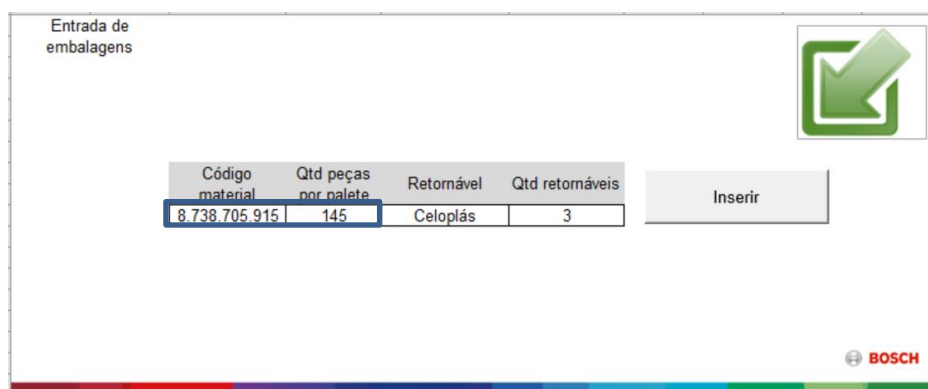 Entrada de
embalagens
Código
material
Qtd peças
por palete
Retornável
Qtd retornáveis
8.738.705.915
145
Celoplás
3
Inserir
BOSCH